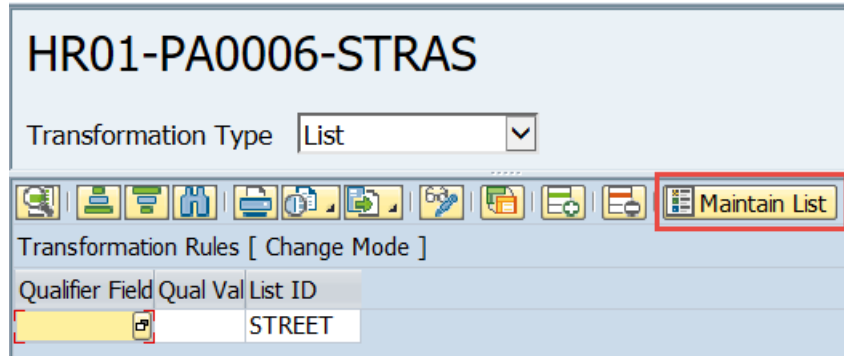 HR01-PA0006-STRAS
Transformation Type List
Maintain List
Transformation Rules [ Change Mode ]
Qualifier Field Qual Val List ID
STREET